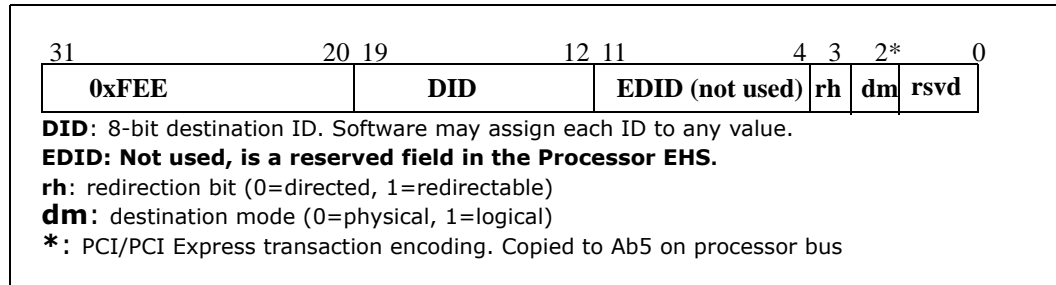 31 20 19 12 11 4 3 2* 0
0xFEE DID EDID (not used) rh dm rsvd
DID: 8-bit destination ID. Software may assign each ID to any value.
EDID: Not used, is a reserved field in the Processor EHS.
rh: redirection bit (0=directed, 1=redirectable)
dm: destination mode (0=physical, 1=logical)
*: PCI/PCI Express transaction encoding. Copied to Ab5 on processor bus